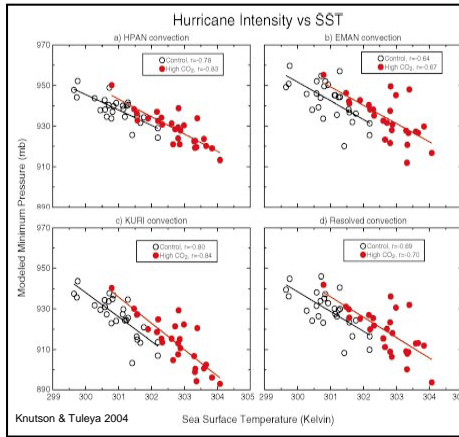 Hurricane Intensity vs SST
a) HPAN convection
b) EMAN convection
970
950
930
910
890
Control, r=-0.78
High CO₂, r=-0.83
Control, r=-0.64
High CO₂, r=-0.67
Modeled Minimum Pressure (mb)
c) KURI convection
d) Resolved convection
970
950
930
910
890
Control, r=-0.80
High CO₂, r=-0.84
Control, r=-0.69
High CO₂, r=-0.70
300 301 302 303 304
300 301 302 303 304 305
Knutson & Tuleya 2004
Sea Surface Temperature (Kelvin)